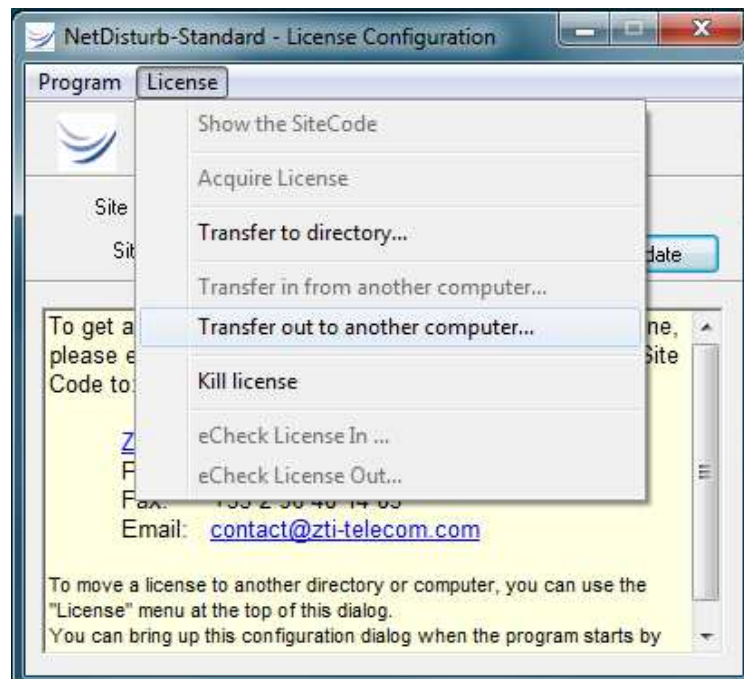 NetDisturb-Standard - License Configuration
Program License
Show the SiteCode
Acquire License
Site
Transfer to directory...
Sit
date
Transfer in from another computer...
To get a
Transfer out to another computer...
ne,
please e
Site
Code to:
Kill license
eCheck License In ...
eCheck License Out...
Email: contact@zti-telecom.com
To move a license to another directory or computer, you can use the
"License" menu at the top of this dialog.
You can bring up this configuration dialog when the program starts by